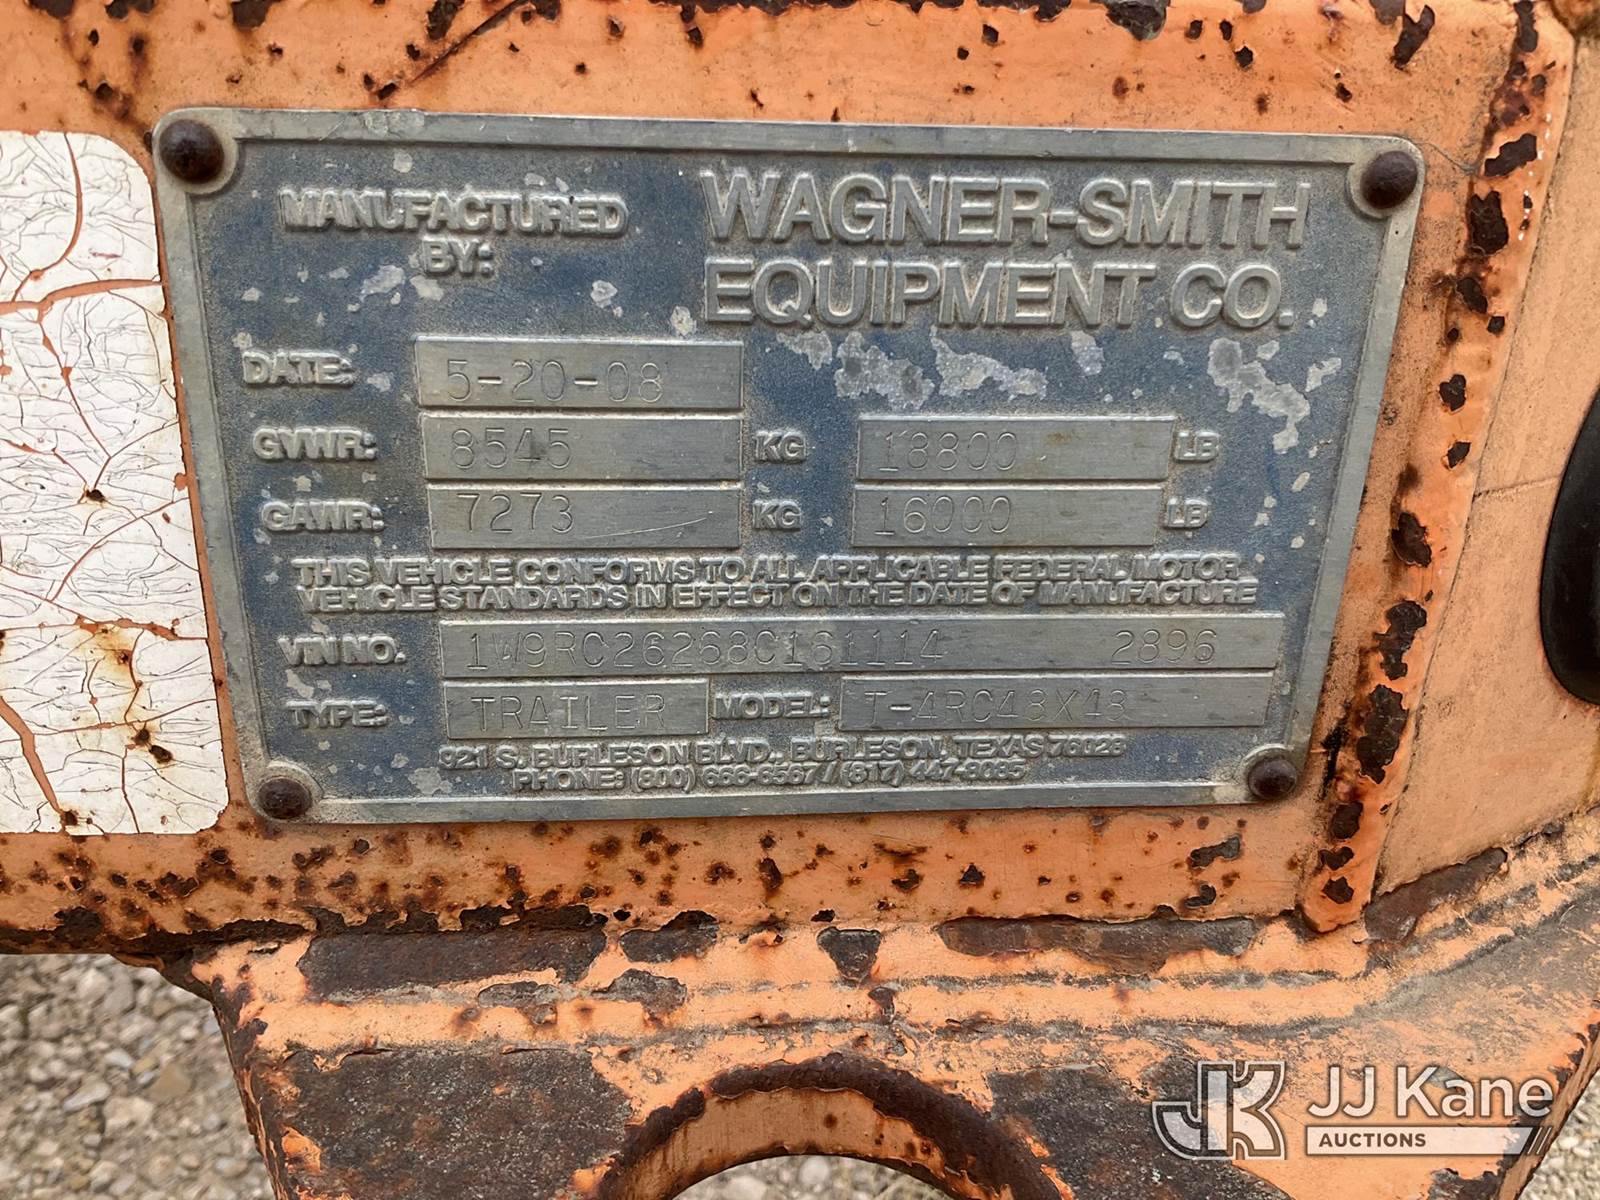 MANUFACTURED BY:
WAGNER-SMITH
EQUIPMENT CO.
DATE: 5-20-08
GVWR: 8545 KG 18800 LB
GAWR: 7273 KG 16000 LB
THIS VEHICLE CONFORMS TO ALL APPLICABLE FEDERAL MOTOR
VEHICLE STANDARDS IN EFFECT ON THE DATE OF MANUFACTURE
VIN NO. 1W9RC26268C161114 2896
TYPE: TRAILER MODEL: T-4RC48X48
921 S. BURLESON BLVD., BURLESON, TEXAS 76028
PHONE: (800) 666-6567 / (817) 447-8085
JJ Kane
AUCTIONS